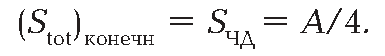 (S_tot)_конечн = S_ЧД = A/4.